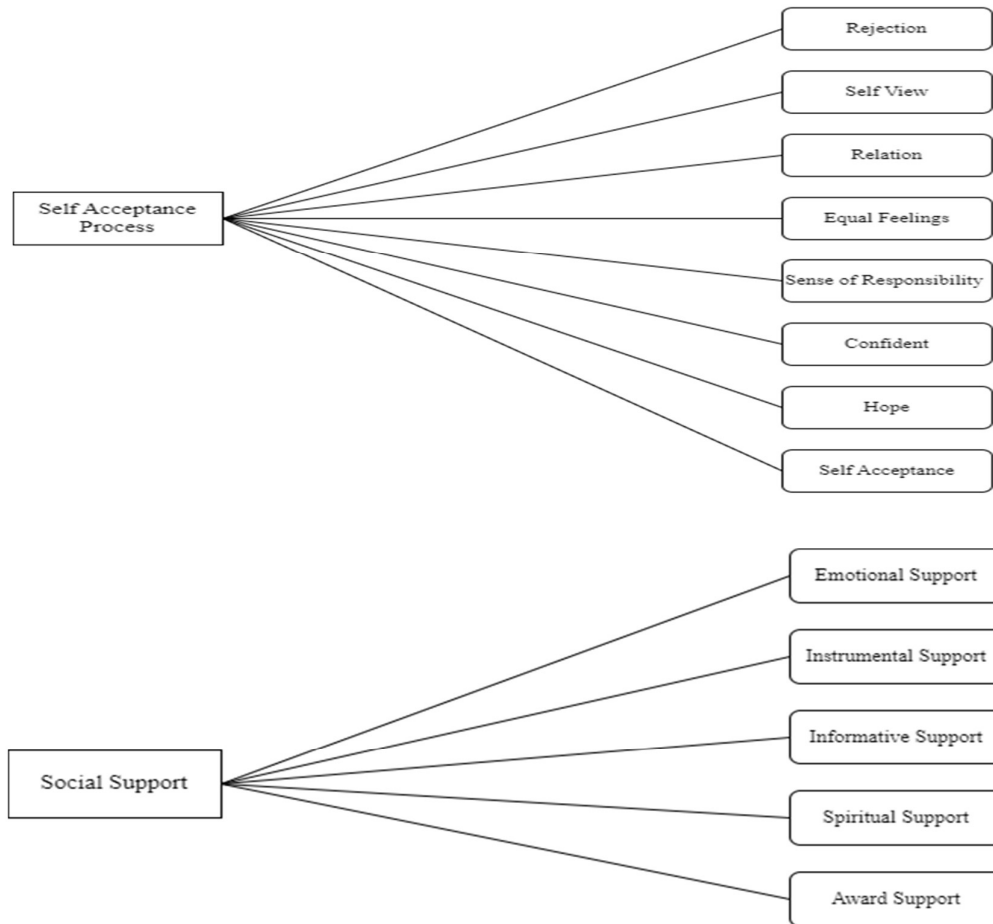 Rejection
Self View
Relation
Self Acceptance
Process
Equal Feelings
Sense of Responsibility
Confident
Hope
Self Acceptance
Emotional Support
Instrumental Support
Informative Support
Social Support
Spiritual Support
Award Support